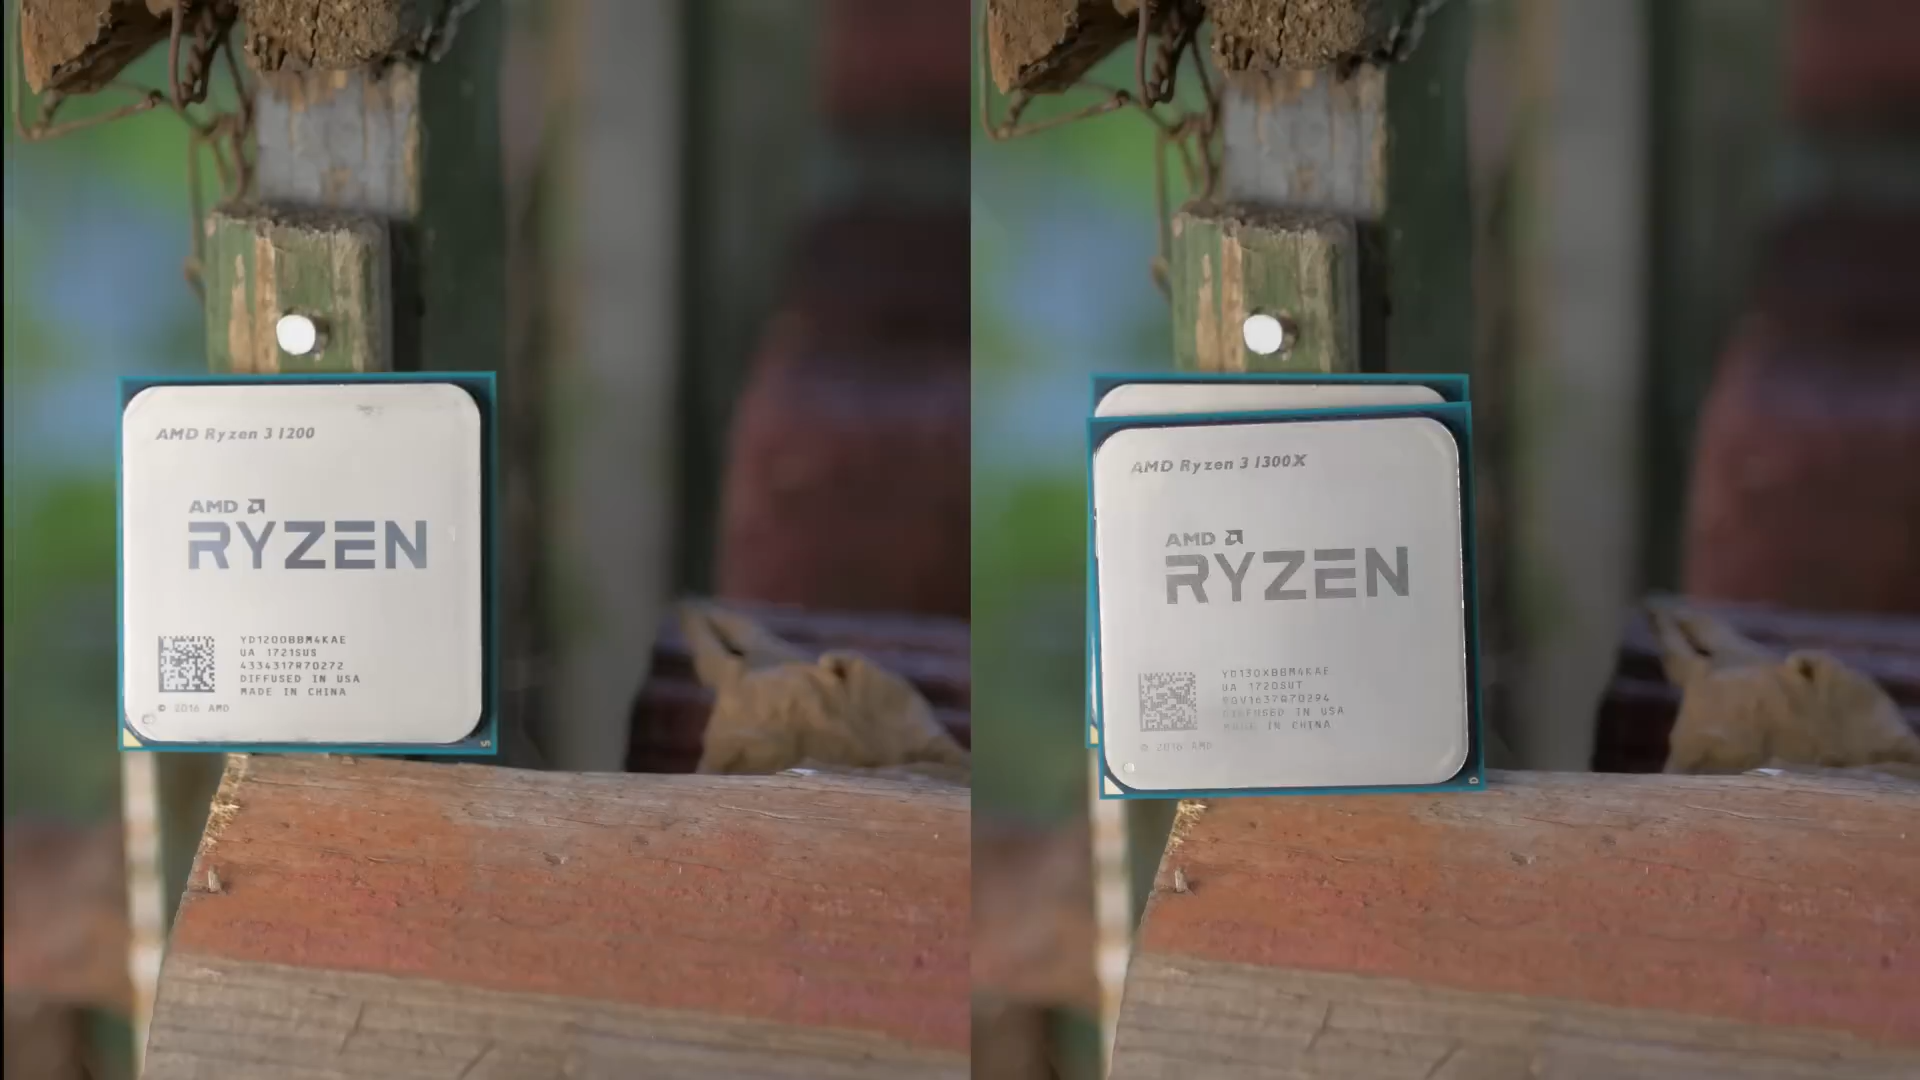 AMD Ryzen 3 1200
AMD
RYZEN
YD1200BBM4KAE
UA 1721SUS
4334317R70272
DIFFUSED IN USA
MADE IN CHINA
© 2016 AMD
AMD Ryzen 3 1300X
AMD
RYZEN
YD130XBBM4KAE
UA 1720SUT
9GV1637Q70294
DIFFUSED IN USA
MADE IN CHINA
© 2016 AMD